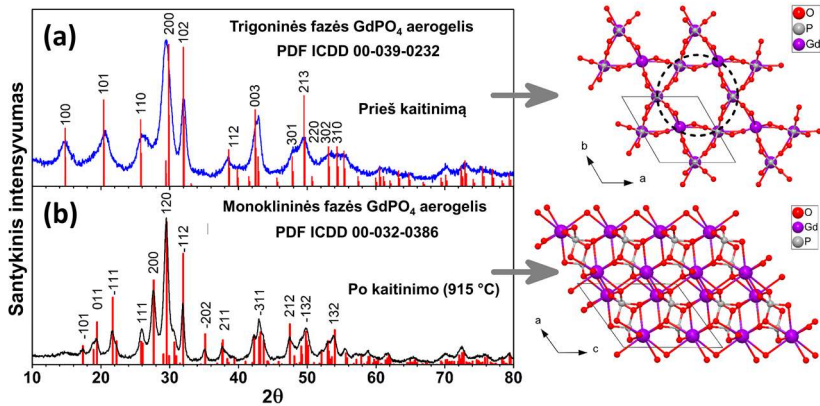 Santykinis intensyvumas
(a)
Trigoninės fazės GdPO4 aerogelis
PDF ICDD 00-039-0232
Prieš kaitinimą
100
101
110
200
102
112
003
301
213
220
302
310
(b)
Monoklininės fazės GdPO4 aerogelis
PDF ICDD 00-032-0386
Po kaitinimo (915 °C)
-101
011
-111
111
200
120
-112
-202
211
-311
212
-132
132
10 20 30 40 50 60 70 80
2θ
O
P
Gd
b
a
O
Gd
P
a
c